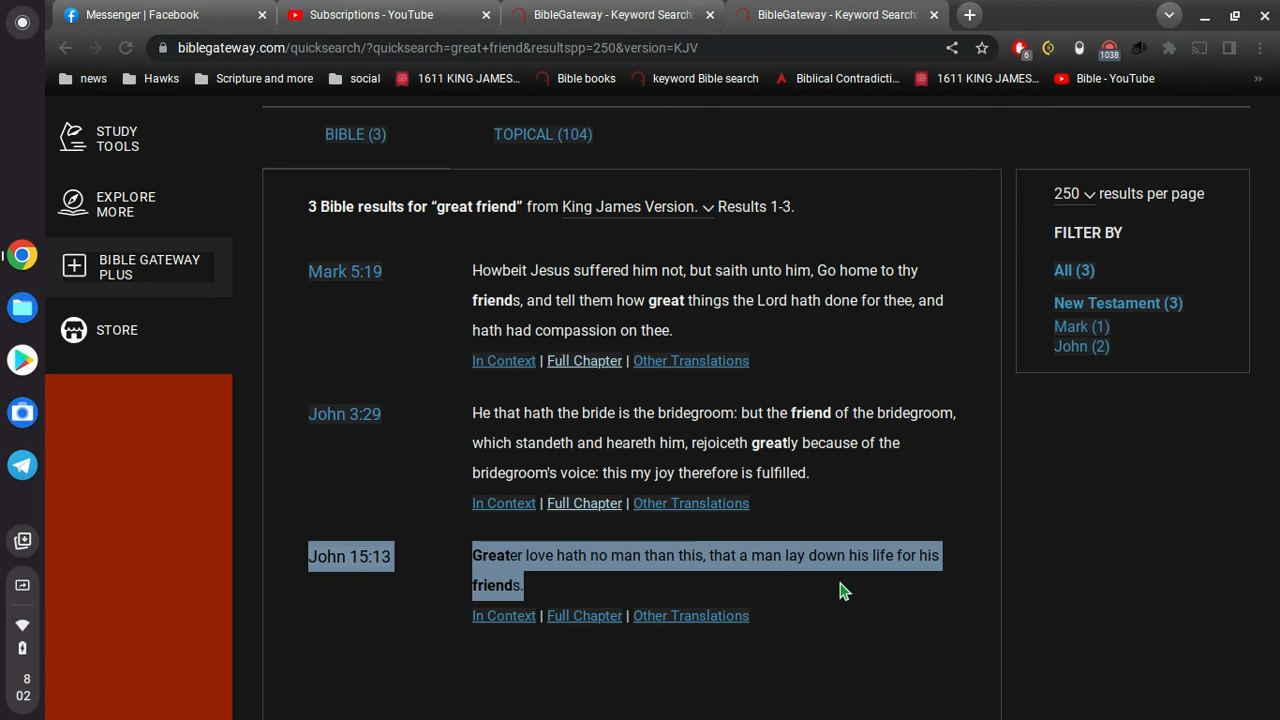 Messenger | Facebook
Subscriptions - YouTube
BibleGateway - Keyword Search:
BibleGateway - Keyword Search:
biblegateway.com/quicksearch/?quicksearch=great+friend&resultspp=250&version=KJV
6
1038
news
Hawks
Scripture and more
social
1611 KING JAMES...
Bible books
keyword Bible search
Biblical Contradicti...
1611 KING JAMES...
Bible - YouTube
»
STUDY
TOOLS
EXPLORE
MORE
BIBLE GATEWAY
PLUS
STORE
BIBLE (3)
TOPICAL (104)
3 Bible results for “great friend” from King James Version. Results 1-3.
Mark 5:19
Howbeit Jesus suffered him not, but saith unto him, Go home to thy
friends, and tell them how great things the Lord hath done for thee, and
hath had compassion on thee.
In Context | Full Chapter | Other Translations
John 3:29
He that hath the bride is the bridegroom: but the friend of the bridegroom,
which standeth and heareth him, rejoiceth greatly because of the
bridegroom's voice: this my joy therefore is fulfilled.
In Context | Full Chapter | Other Translations
John 15:13
Greater love hath no man than this, that a man lay down his life for his
friends.
In Context | Full Chapter | Other Translations
250 results per page
FILTER BY
All (3)
New Testament (3)
Mark (1)
John (2)
8
02